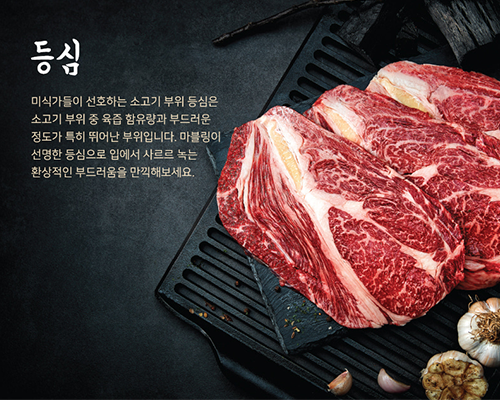 등심
미식가들이 선호하는 소고기 부위 등심은
소고기 부위 중 육즙 함유량과 부드러운
정도가 특히 뛰어난 부위입니다. 마블링이
선명한 등심으로 입에서 사르르 녹는
환상적인 부드러움을 만끽해보세요.